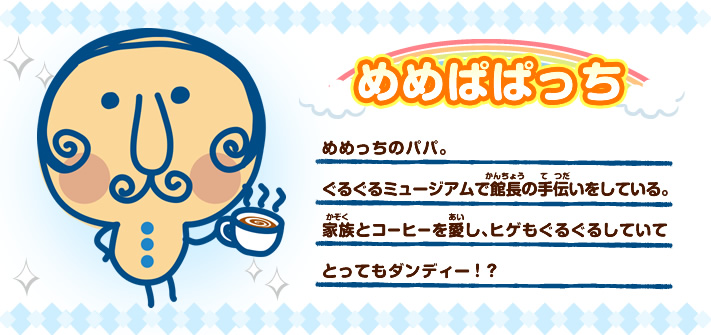 めめぱぱっち
めめっちのパパ。
ぐるぐるミュージアムで館長の手伝いをしている。
家族とコーヒーを愛し、ヒゲもぐるぐるしていて
とってもダンディー！？